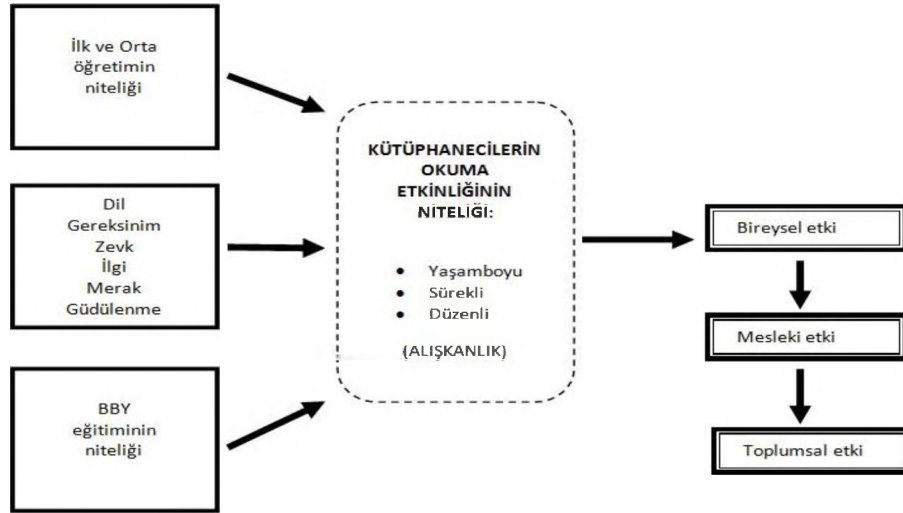 İlk ve Orta
öğretimin
niteliği
Dil
Gereksinim
Zevk
İlgi
Merak
Güdülenme
BBY
eğitiminin
niteliği
KÜTÜPHANECİLERİN
OKUMA
ETKİNLİĞİNİN
NİTELİĞİ:
• Yaşamboyu
• Sürekli
• Düzenli
(ALIŞKANLIK)
Bireysel etki
Mesleki etki
Toplumsal etki